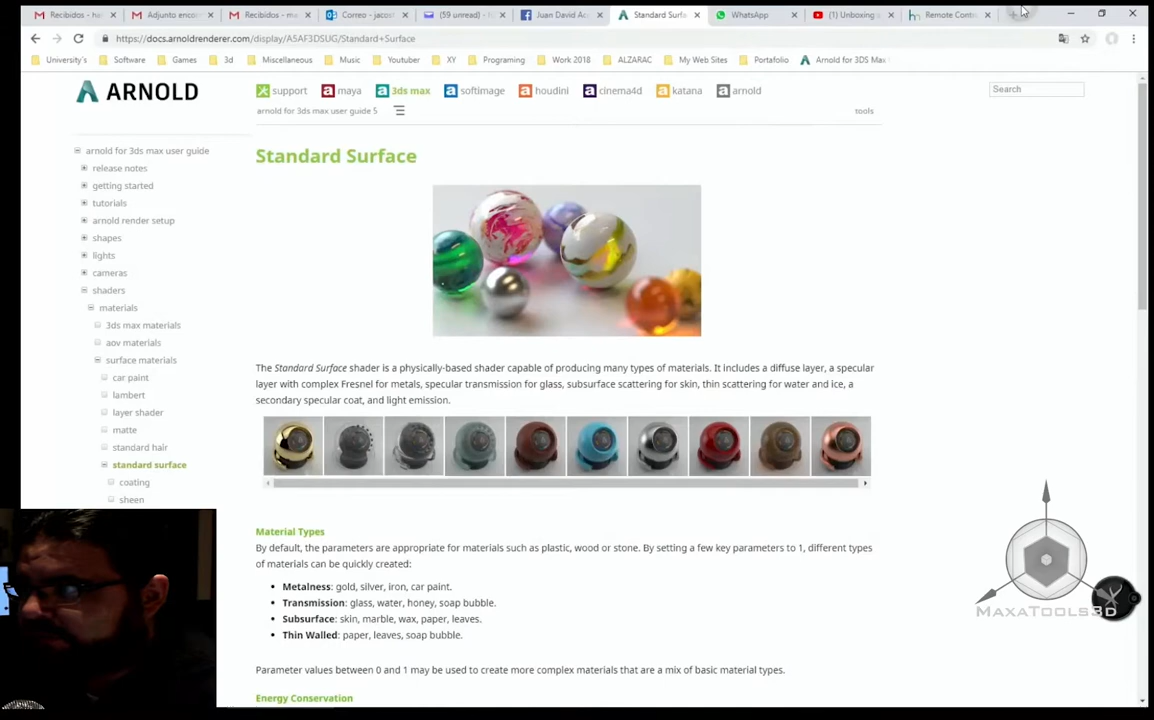 Recibidos - han
Adjunto encoi
Recibidos - ma
Correo - jacost
(59 unread) - h
Juan David Ac
Standard Surfa
WhatsApp
(1) Unboxing y
Remote Contr
https://docs.arnoldrenderer.com/display/A5AF3DSUG/Standard+Surface
University´s
Software
Games
3d
Miscellaneous
Music
Youtuber
XY
Programing
Work 2018
ALZARAC
My Web Sites
Portafolio
Arnold for 3DS Max
ARNOLD
support
maya
3ds max
softimage
houdini
cinema4d
katana
arnold
Search
arnold for 3ds max user guide 5
tools
arnold for 3ds max user guide
release notes
getting started
tutorials
arnold render setup
shapes
lights
cameras
shaders
materials
3ds max materials
aov materials
surface materials
car paint
lambert
layer shader
matte
standard hair
standard surface
coating
sheen
Standard Surface
The Standard Surface shader is a physically-based shader capable of producing many types of materials. It includes a diffuse layer, a specular
layer with complex Fresnel for metals, specular transmission for glass, subsurface scattering for skin, thin scattering for water and ice, a
secondary specular coat, and light emission.
Material Types
By default, the parameters are appropriate for materials such as plastic, wood or stone. By setting a few key parameters to 1, different types
of materials can be quickly created:
• Metalness: gold, silver, iron, car paint.
• Transmission: glass, water, honey, soap bubble.
• Subsurface: skin, marble, wax, paper, leaves.
• Thin Walled: paper, leaves, soap bubble.
Parameter values between 0 and 1 may be used to create more complex materials that are a mix of basic material types.
Energy Conservation
MAXATOOLS3D